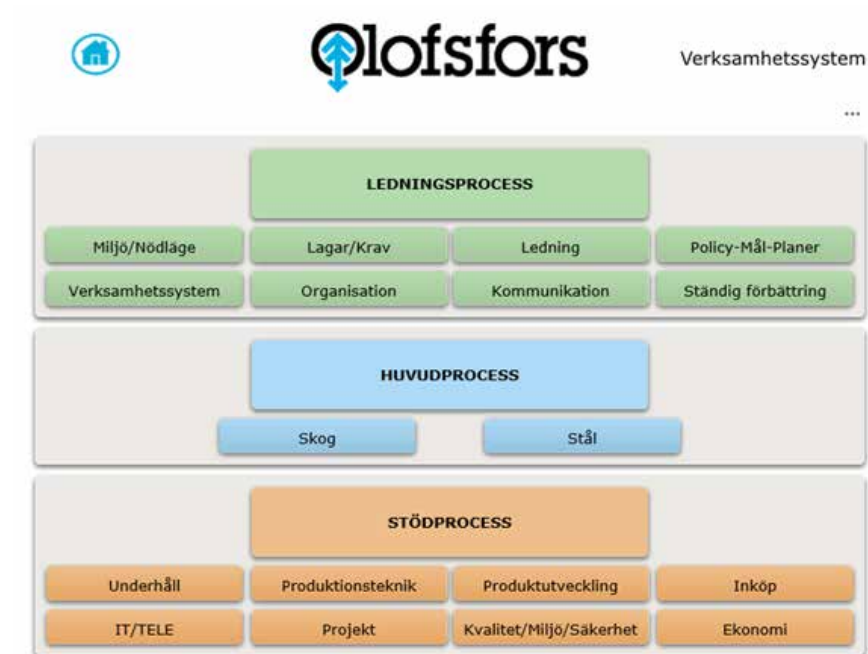 Olofsfors
Verksamhetssystem
...
LEDNINGSPROCESS
Miljö/Nödläge Lagar/Krav Ledning Policy-Mål-Planer
Verksamhetssystem Organisation Kommunikation Ständig förbättring
HUVUDPROCESS
Skog Stål
STÖDPROCESS
Underhåll Produktionsteknik Produktutveckling Inköp
IT/TELE Projekt Kvalitet/Miljö/Säkerhet Ekonomi